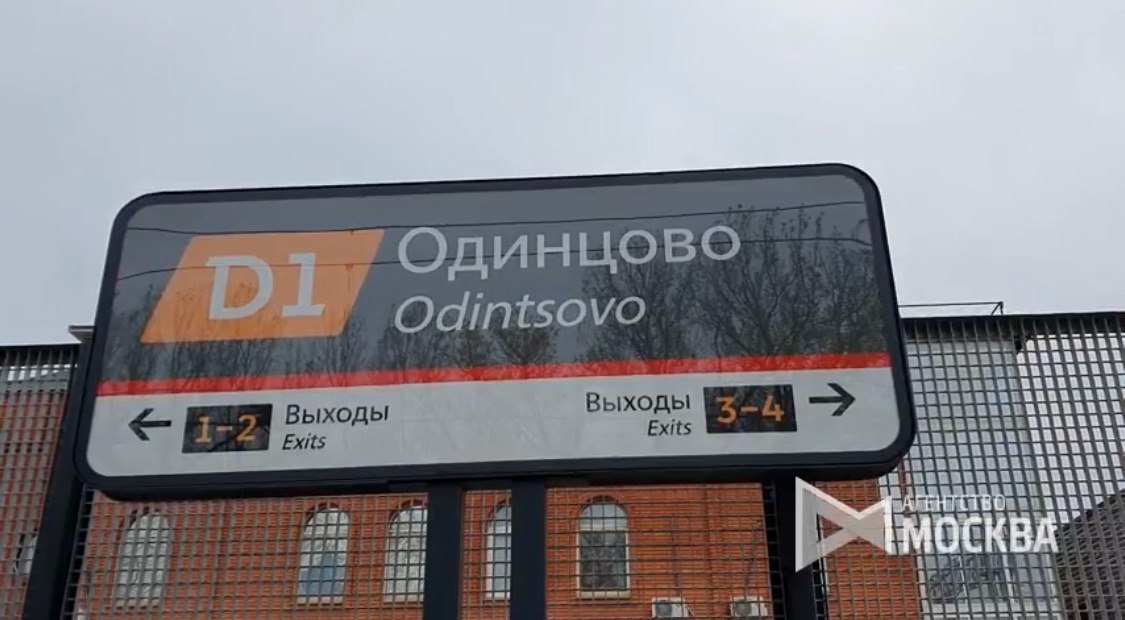 D1
Одинцово
Odintsovo
← 1-2 Выходы
Exits
Выходы 3-4 →
Exits
АГЕНТСТВО
МОСКВА